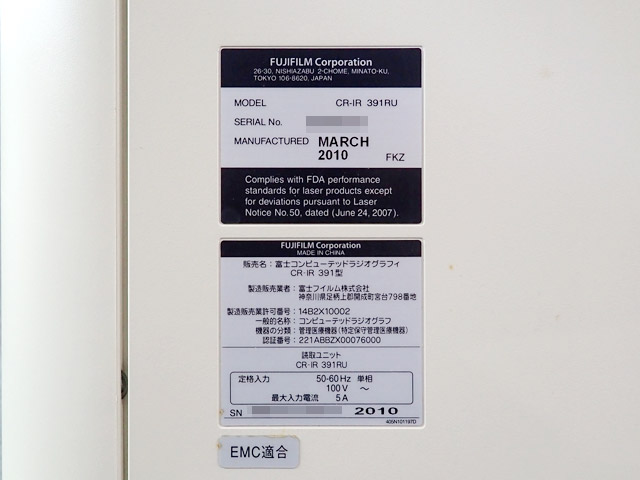 FUJIFILM Corporation
26-30, NISHIAZABU 2-CHOME, MINATO-KU,
TOKYO 106-8620, JAPAN
MODEL CR-IR 391RU
SERIAL No.
MANUFACTURED MARCH
2010 FKZ
Complies with FDA performance
standards for laser products except
for deviations pursuant to Laser
Notice No.50, dated (June 24, 2007).
FUJIFILM Corporation
MADE IN CHINA
販売名：富士コンピューテッドラジオグラフィ
CR-IR 391型
製造販売業者：富士フイルム株式会社
神奈川県足柄上郡開成町宮台798番地
製造販売業許可番号：14B2X10002
一般的名称：コンピューテッドラジオグラフ
機器の分類：管理医療機器(特定保守管理医療機器)
認証番号：221ABBZX00076000
読取ユニット
CR-IR 391RU
定格入力 50-60Hz 単相
100V ～
最大入力電流 5A
SN 2010
405N101197D
EMC適合